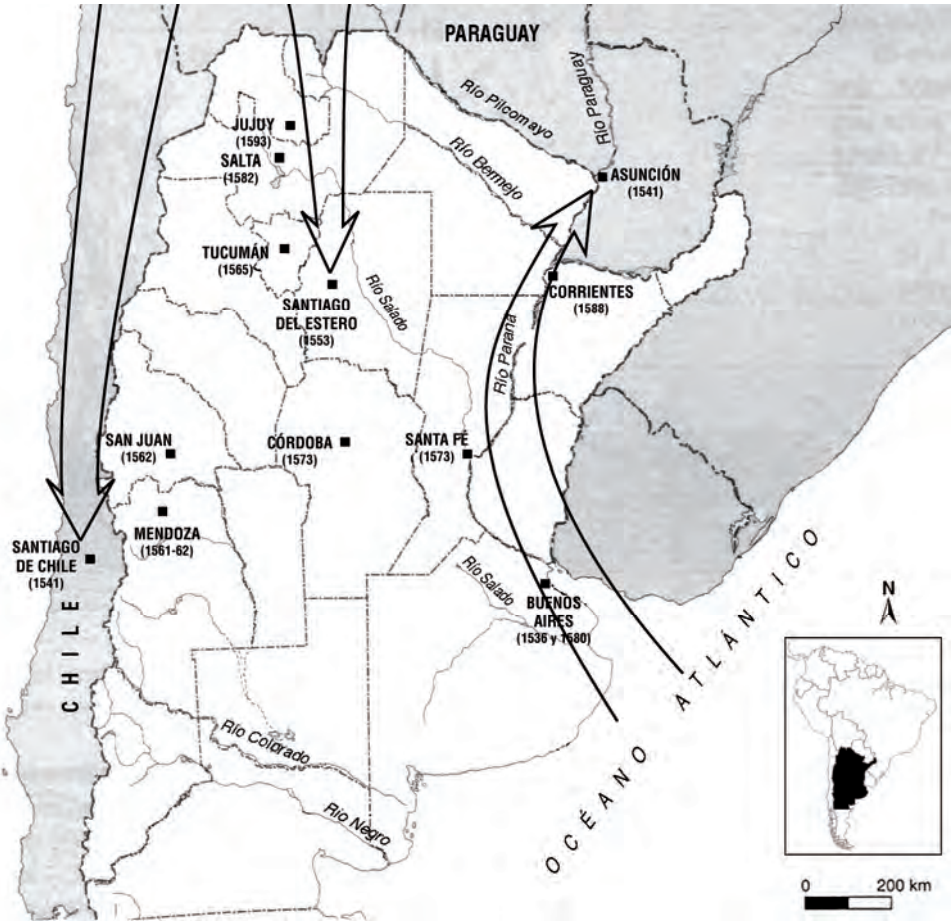 PARAGUAY
Río Paraguay
Río Pilcomayo
JUJUY
(1593)
SALTA
(1582)
Río Bermejo
ASUNCIÓN
(1541)
TUCUMÁN
(1565)
SANTIAGO
DEL ESTERO
(1553)
Río Salado
CORRIENTES
(1588)
Río Paraná
SAN JUAN
(1562)
CÓRDOBA
(1573)
SANTA FÉ
(1573)
MENDOZA
(1561-62)
SANTIAGO
DE CHILE
(1541)
CHILE
Río Salado
BUENOS
AIRES
(1536 y 1580)
OCÉANO ATLÁNTICO
N
Río Colorado
Río Negro
0 200 km